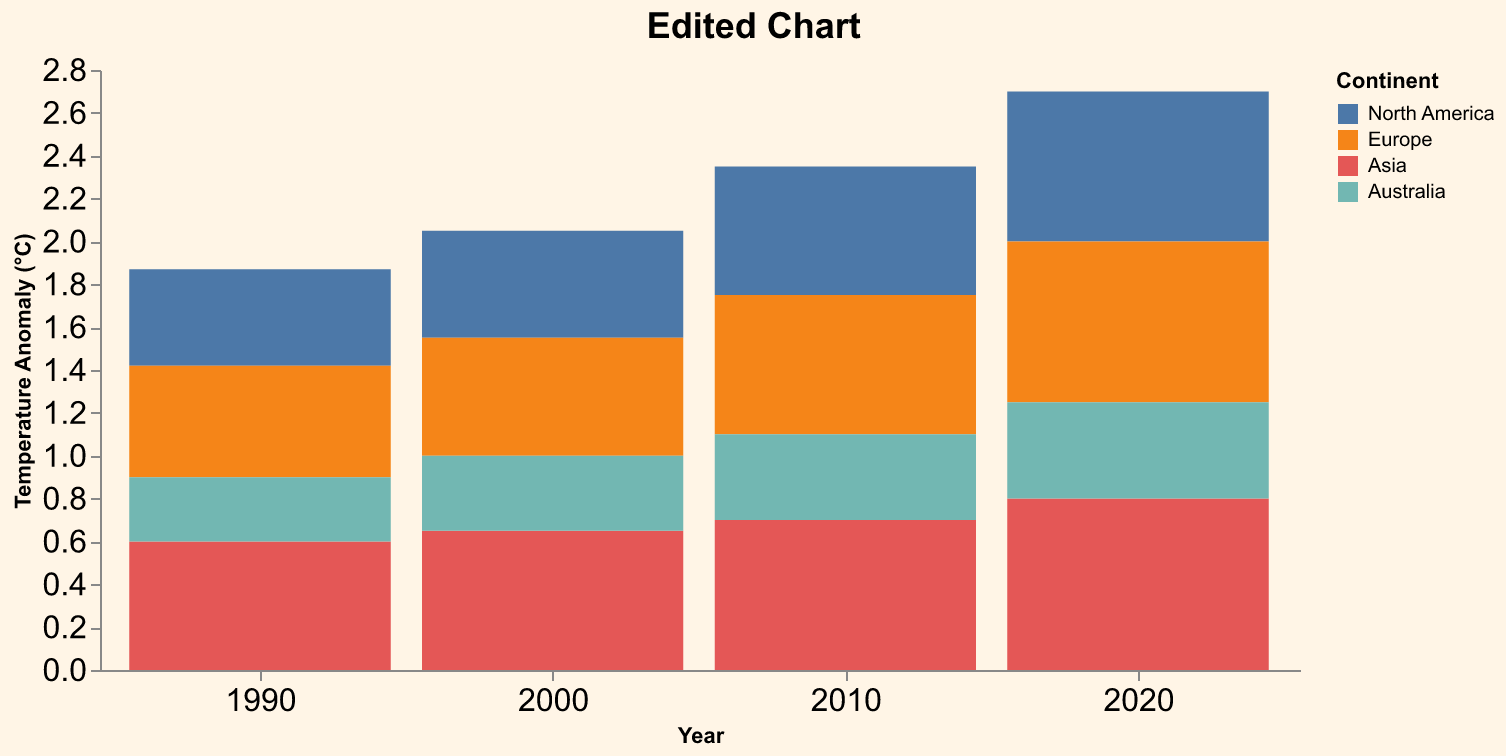 Edited Chart
Temperature Anomaly (°C)
2.8
2.6
2.4
2.2
2.0
1.8
1.6
1.4
1.2
1.0
0.8
0.6
0.4
0.2
0.0
1990 2000 2010 2020
Year
Continent
North America
Europe
Asia
Australia